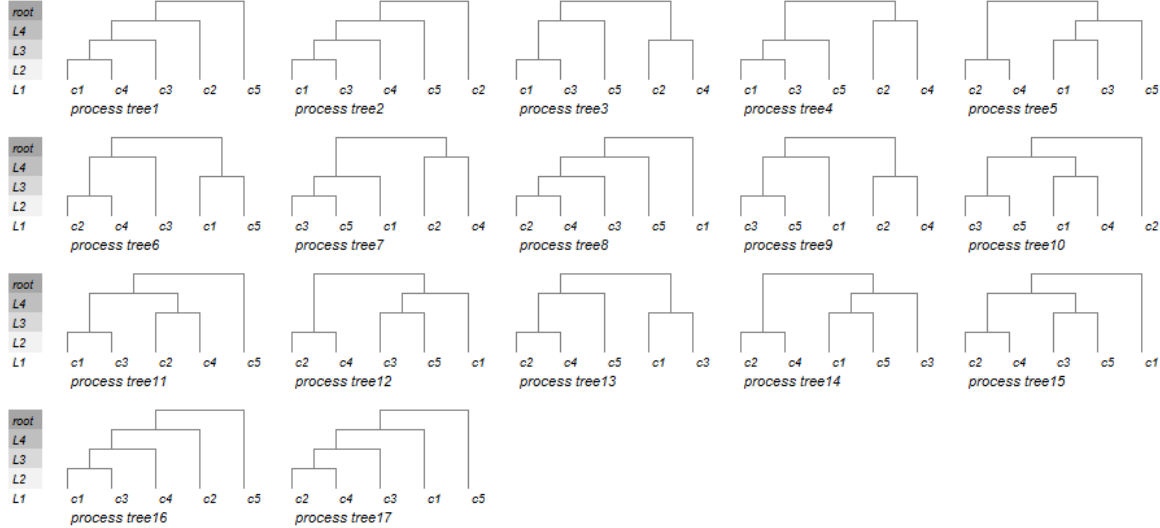 root
L4
L3
L2
L1 c1 c4 c3 c2 c5 c1 c3 c4 c5 c2 c1 c3 c5 c2 c4 c1 c3 c5 c2 c4 c2 c4 c1 c3 c5
process tree1 process tree2 process tree3 process tree4 process tree5
root
L4
L3
L2
L1 c2 c4 c3 c1 c5 c3 c5 c1 c2 c4 c2 c4 c3 c5 c1 c3 c5 c1 c2 c4 c3 c5 c1 c4 c2
process tree6 process tree7 process tree8 process tree9 process tree10
root
L4
L3
L2
L1 c1 c3 c2 c4 c5 c2 c4 c3 c5 c1 c2 c4 c5 c1 c3 c2 c4 c1 c5 c3 c2 c4 c3 c5 c1
process tree11 process tree12 process tree13 process tree14 process tree15
root
L4
L3
L2
L1 c1 c3 c4 c2 c5 c2 c4 c3 c1 c5
process tree16 process tree17